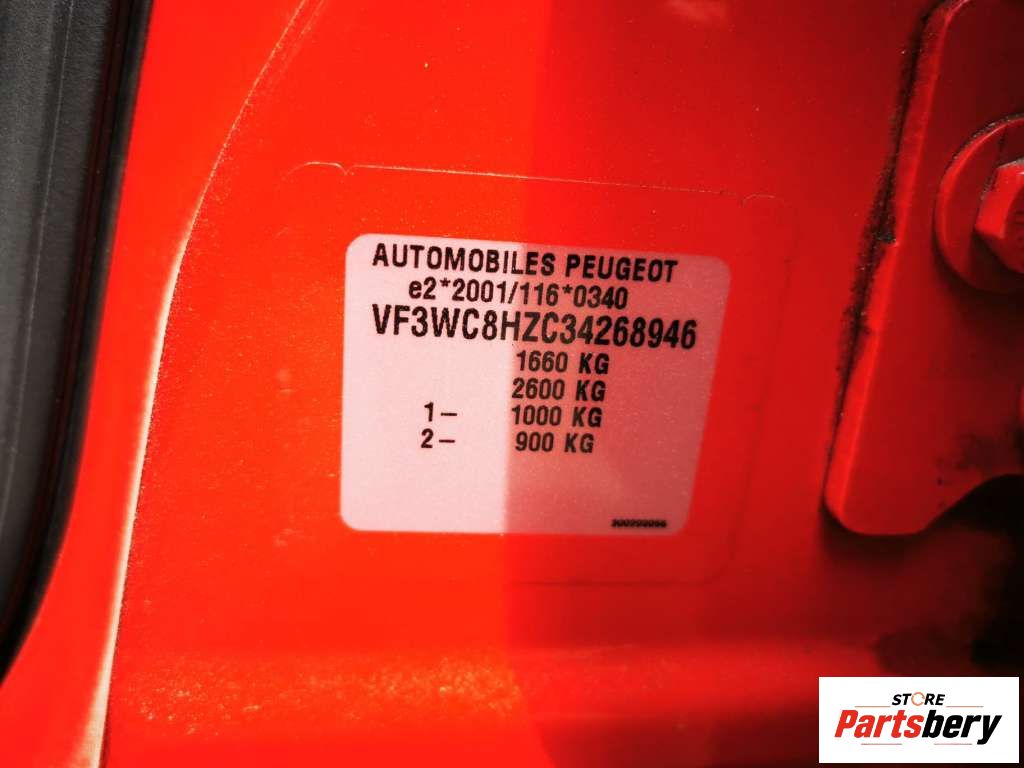 AUTOMOBILES PEUGEOT
e2*2001/116*0340
VF3WC8HZC34268946
1660 KG
2600 KG
1- 1000 KG
2- 900 KG
STORE
Partsbery